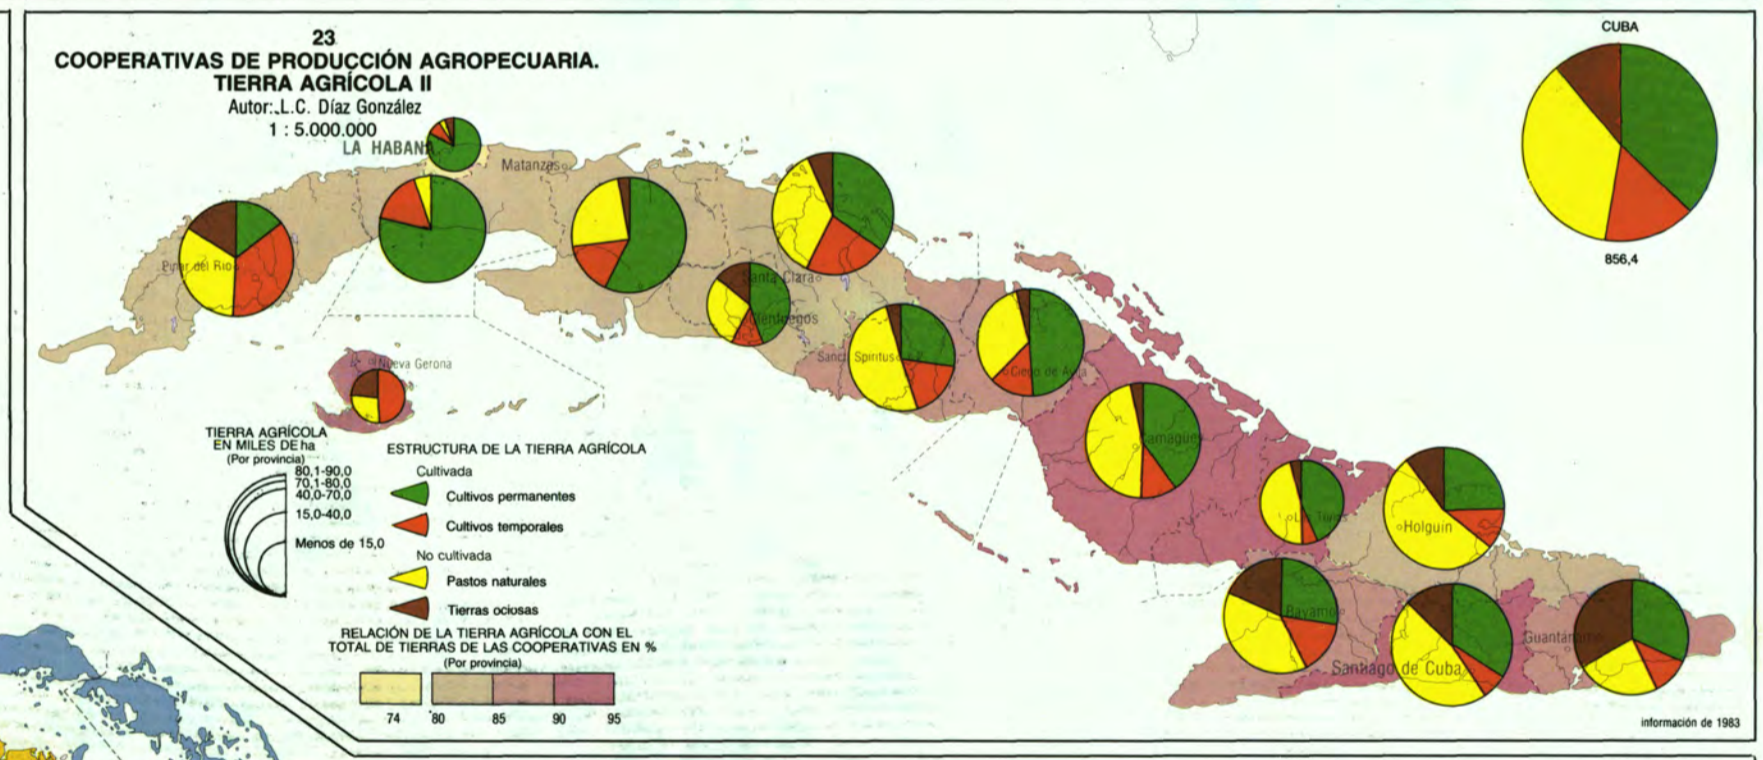 23
COOPERATIVAS DE PRODUCCIÓN AGROPECUARIA.
TIERRA AGRÍCOLA II
Autor: L.C. Díaz González
1 : 5.000.000
CUBA
856,4
LA HABANA
Matanzas
Pinar del Rio
Santa Clara
Cienfuegos
Nueva Gerona
Sancti Spiritus
Ciego de Avila
Camagüey
Las Tunas
Holguin
Bayamo
Santiago de Cuba
Guantánamo
TIERRA AGRÍCOLA
EN MILES DE ha
(Por provincia)
80,1-90,0
70,1-80,0
40,0-70,0
15,0-40,0
Menos de 15,0
ESTRUCTURA DE LA TIERRA AGRÍCOLA
Cultivada
Cultivos permanentes
Cultivos temporales
No cultivada
Pastos naturales
Tierras ociosas
RELACIÓN DE LA TIERRA AGRÍCOLA CON EL
TOTAL DE TIERRAS DE LAS COOPERATIVAS EN %
(Por provincia)
74 80 85 90 95
información de 1983